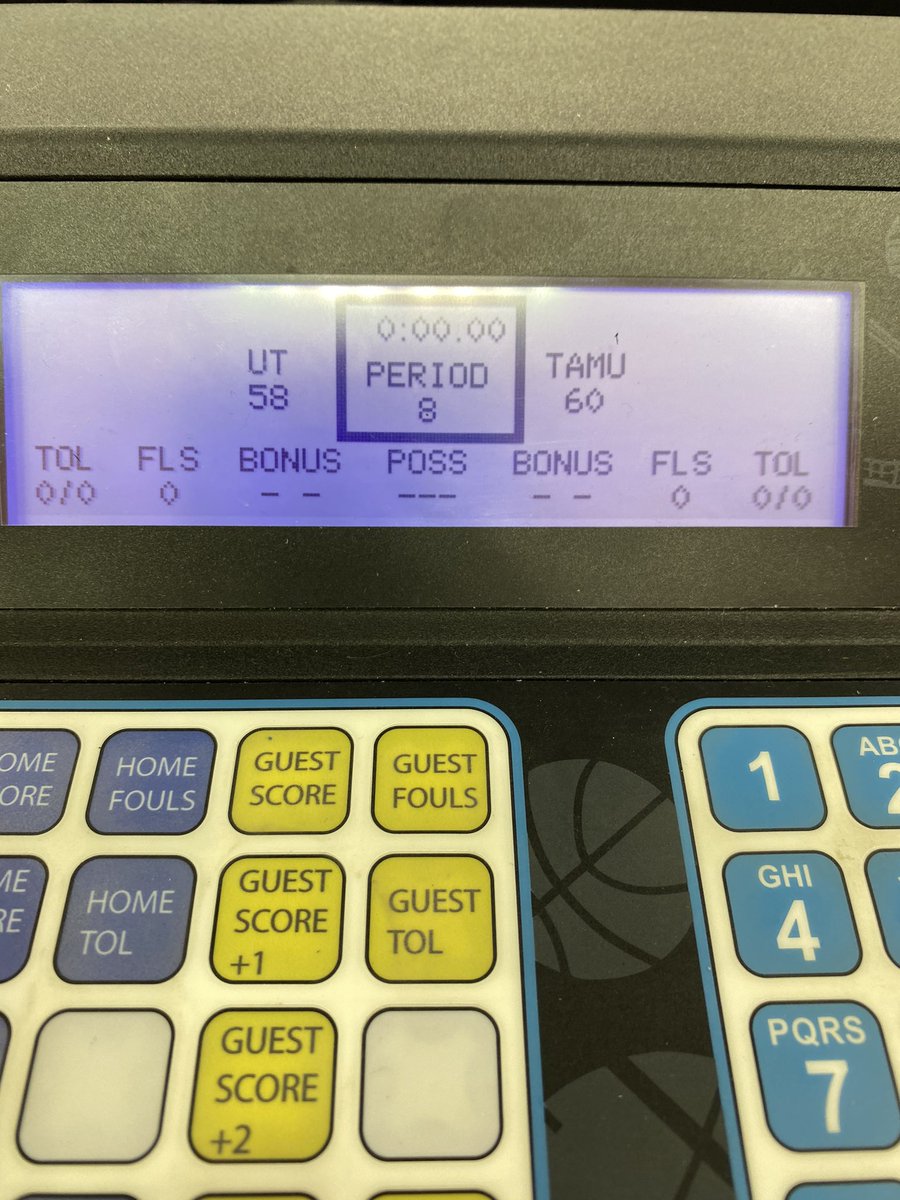 0:00.00
UT PERIOD TAMU
58 8 60
TOL FLS BONUS POSS BONUS FLS TOL
0/0 0 – – ––– – – 0 0/0
OME HOME GUEST GUEST 1 ABC
ORE FOULS SCORE FOULS 2
ME HOME GUEST GUEST GHI
RE TOL SCORE TOL 4
+1
GUEST PQRS
SCORE 7
+2